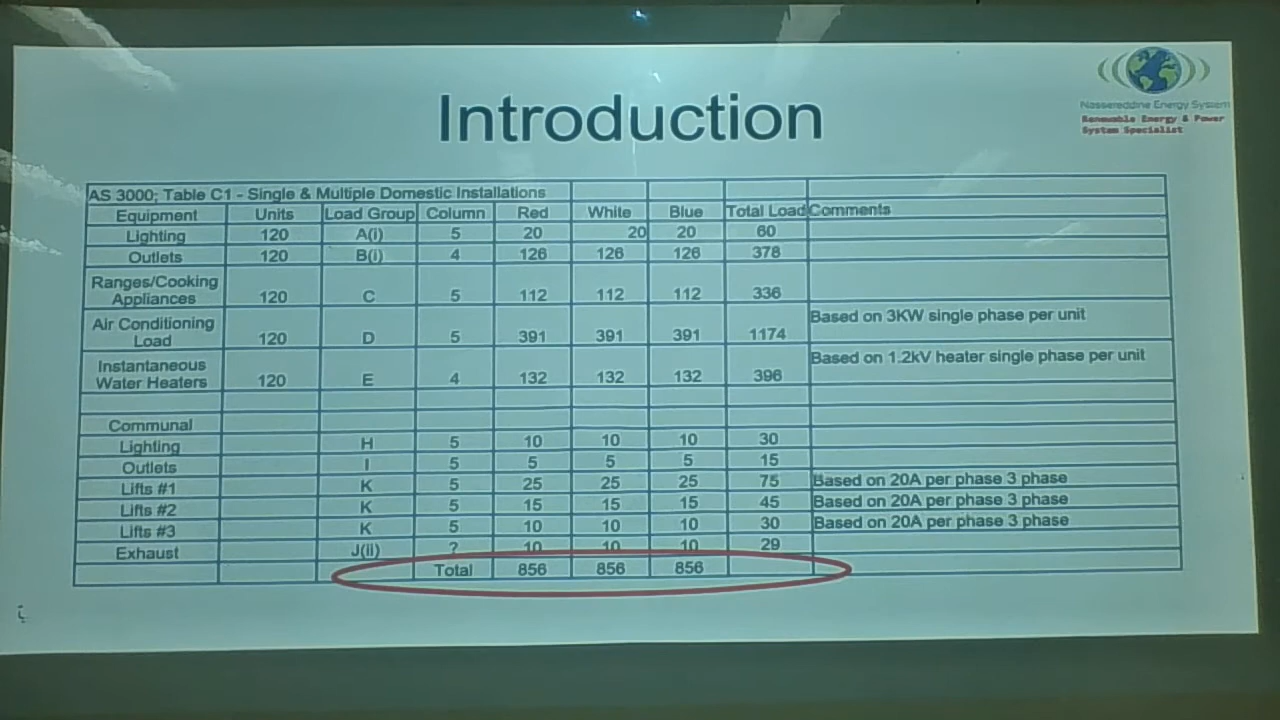 Introduction
Nassereddine Energy System
Renewable Energy & Power
System Specialist
AS 3000; Table C1 - Single & Multiple Domestic Installations
Equipment Units Load Group Column Red White Blue Total Load Comments
Lighting 120 A(i) 5 20 20 20 60
Outlets 120 B(i) 4 126 126 126 378
Ranges/Cooking
Appliances 120 C 5 112 112 112 336
Air Conditioning
Load 120 D 5 391 391 391 1174 Based on 3KW single phase per unit
Instantaneous
Water Heaters 120 E 4 132 132 132 396 Based on 1.2kV heater single phase per unit
Communal
Lighting H 5 10 10 10 30
Outlets I 5 5 5 5 15
Lifts #1 K 5 25 25 25 75 Based on 20A per phase 3 phase
Lifts #2 K 5 15 15 15 45 Based on 20A per phase 3 phase
Lifts #3 K 5 10 10 10 30 Based on 20A per phase 3 phase
Exhaust J(ii) ? 10 10 10 29
Total 856 856 856